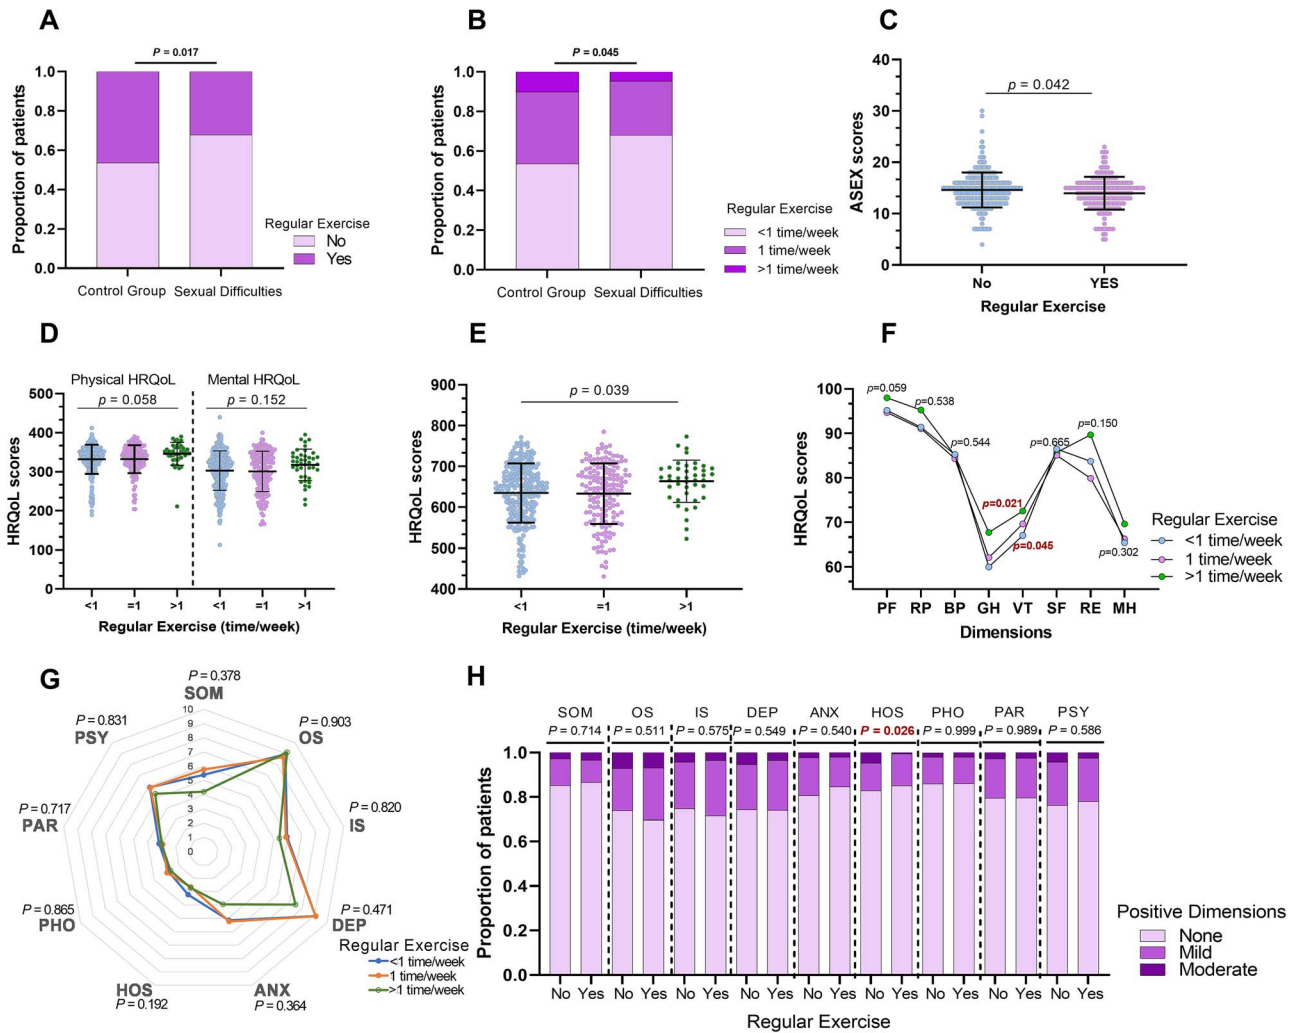 A
P = 0.017
Proportion of patients
1.0
0.8
0.6
0.4
0.2
0.0
Control Group
Sexual Difficulties
Regular Exercise
No
Yes
B
P = 0.045
Proportion of patients
1.0
0.8
0.6
0.4
0.2
0.0
Control Group
Sexual Difficulties
Regular Exercise
<1 time/week
1 time/week
>1 time/week
C
p = 0.042
ASEX scores
40
30
20
10
0
No
YES
Regular Exercise
D
Physical HRQoL
Mental HRQoL
p = 0.058
p = 0.152
HRQoL scores
500
400
300
200
100
0
<1
=1
>1
<1
=1
>1
Regular Exercise (time/week)
E
p = 0.039
HRQoL scores
900
800
700
600
500
400
<1
=1
>1
Regular Exercise (time/week)
F
HRQoL scores
100
90
80
70
60
p=0.059
p=0.538
p=0.544
p=0.021
p=0.045
p=0.665
p=0.150
p=0.302
PF
RP
BP
GH
VT
SF
RE
MH
Dimensions
Regular Exercise
<1 time/week
1 time/week
>1 time/week
G
P = 0.378
SOM
P = 0.903
OS
P = 0.820
IS
P = 0.471
DEP
P = 0.364
ANX
P = 0.192
HOS
P = 0.865
PHO
P = 0.717
PAR
P = 0.831
PSY
10
9
8
7
6
5
4
3
2
1
0
Regular Exercise
<1 time/week
1 time/week
>1 time/week
H
SOM
OS
IS
DEP
ANX
HOS
PHO
PAR
PSY
P = 0.714
P = 0.511
P = 0.575
P = 0.549
P = 0.540
P = 0.026
P = 0.999
P = 0.989
P = 0.586
Proportion of patients
1.0
0.8
0.6
0.4
0.2
0.0
No Yes
No Yes
No Yes
No Yes
No Yes
No Yes
No Yes
No Yes
No Yes
Regular Exercise
Positive Dimensions
None
Mild
Moderate